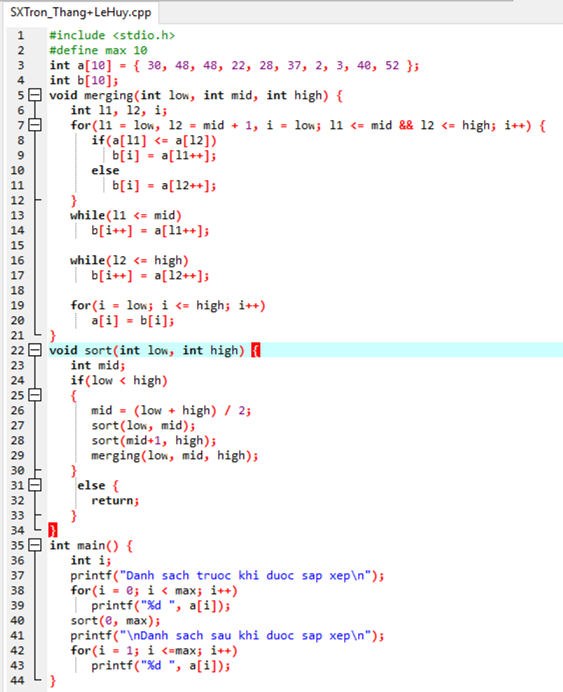 SXTron_Thang+LeHuy.cpp
1 #include <stdio.h>
2 #define max 10
3 int a[10] = { 30, 48, 48, 22, 28, 37, 2, 3, 40, 52 };
4 int b[10];
5 void merging(int low, int mid, int high) {
6 int l1, l2, i;
7 for(l1 = low, l2 = mid + 1, i = low; l1 <= mid && l2 <= high; i++) {
8 if(a[l1] <= a[l2])
9 b[i] = a[l1++];
10 else
11 b[i] = a[l2++];
12 }
13 while(l1 <= mid)
14 b[i++] = a[l1++];
15
16 while(l2 <= high)
17 b[i++] = a[l2++];
18
19 for(i = low; i <= high; i++)
20 a[i] = b[i];
21 }
22 void sort(int low, int high) {
23 int mid;
24 if(low < high)
25 {
26 mid = (low + high) / 2;
27 sort(low, mid);
28 sort(mid+1, high);
29 merging(low, mid, high);
30 }
31 else {
32 return;
33 }
34 }
35 int main() {
36 int i;
37 printf("Danh sach truoc khi duoc sap xep\n");
38 for(i = 0; i < max; i++)
39 printf("%d ", a[i]);
40 sort(0, max);
41 printf("\nDanh sach sau khi duoc sap xep\n");
42 for(i = 1; i <=max; i++)
43 printf("%d ", a[i]);
44 }